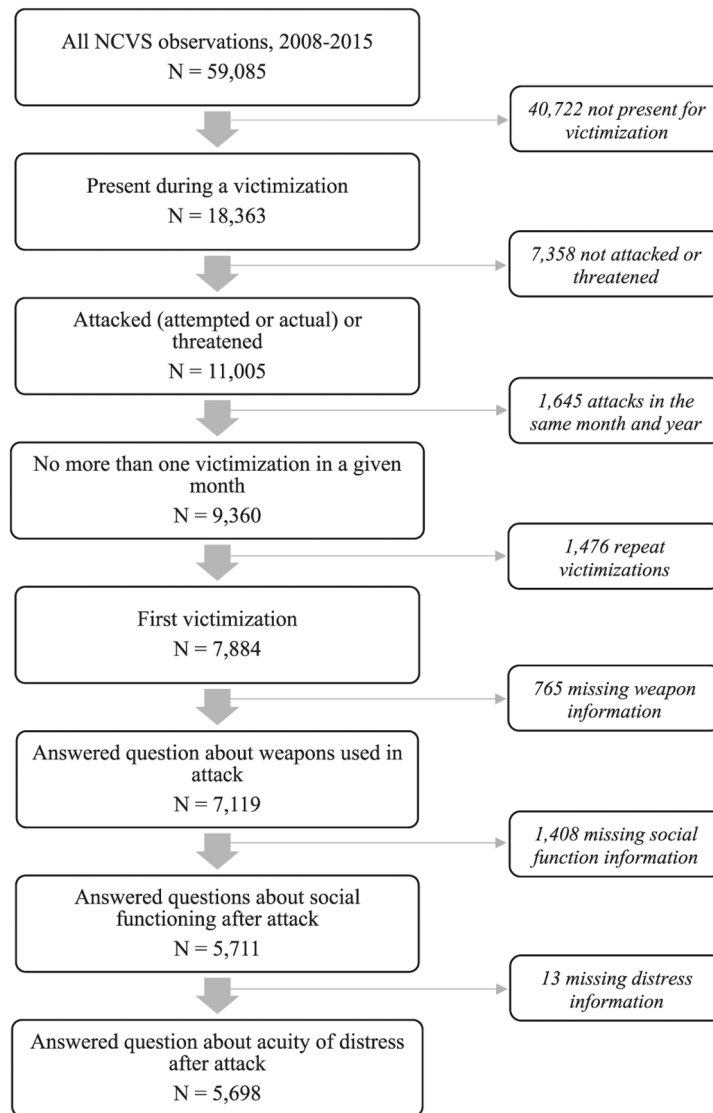 All NCVS observations, 2008-2015
N = 59,085
40,722 not present for
victimization
Present during a victimization
N = 18,363
7,358 not attacked or
threatened
Attacked (attempted or actual) or
threatened
N = 11,005
1,645 attacks in the
same month and year
No more than one victimization in a given
month
N = 9,360
1,476 repeat
victimizations
First victimization
N = 7,884
765 missing weapon
information
Answered question about weapons used in
attack
N = 7,119
1,408 missing social
function information
Answered questions about social
functioning after attack
N = 5,711
13 missing distress
information
Answered question about acuity of distress
after attack
N = 5,698